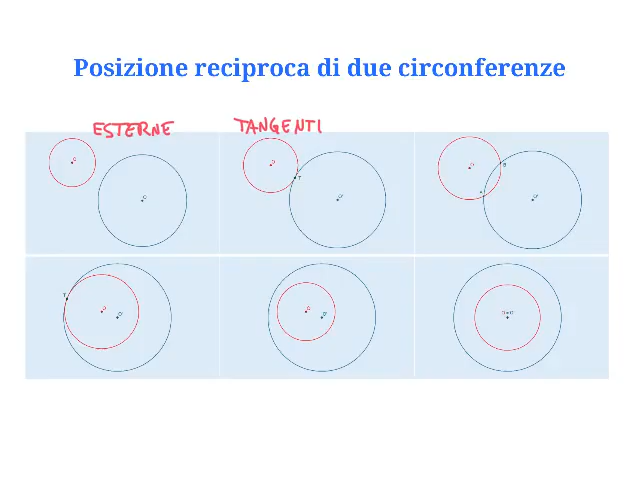 Posizione reciproca di due circonferenze
ESTERNE
TANGENTI
O
O'
T
O
O'
A
B
T
O
O'
O
O'